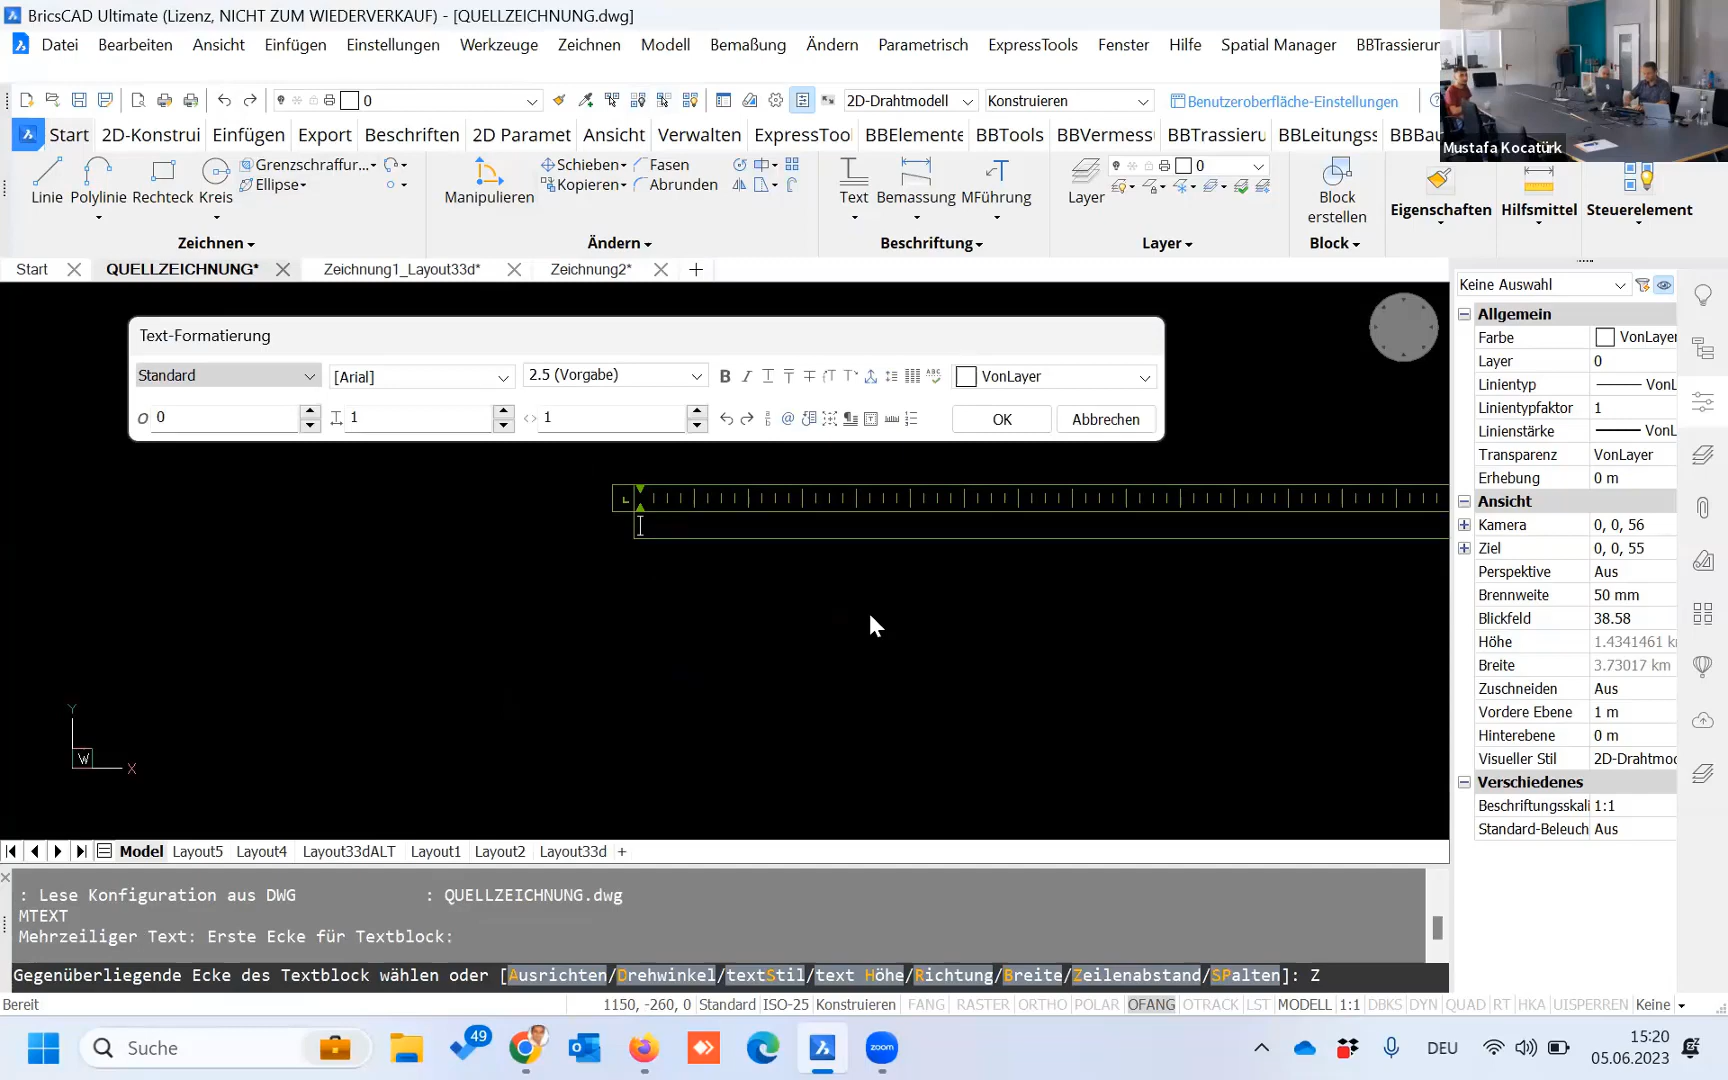 BricsCAD Ultimate (Lizenz, NICHT ZUM WIEDERVERKAUF) - [QUELLZEICHNUNG.dwg]
Datei Bearbeiten Ansicht Einfügen Einstellungen Werkzeuge Zeichnen Modell Bemaßung Ändern Parametrisch ExpressTools Fenster Hilfe Spatial Manager BBTrassierun
0 2D-Drahtmodell Konstruieren Benutzeroberfläche-Einstellungen
Mustafa Kocatürk
Start 2D-Konstrui Einfügen Export Beschriften 2D Paramet Ansicht Verwalten ExpressToo BBElemente BBTools BBVermess BBTrassieru BBLeitungss BBBau
Grenzschraffur... Schieben Fasen 0
Ellipse Kopieren Abrunden
Linie Polylinie Rechteck Kreis Manipulieren Text Bemassung MFührung Layer Block erstellen Eigenschaften Hilfsmittel Steuerelement
Zeichnen Ändern Beschriftung Layer Block
Start QUELLZEICHNUNG* Zeichnung1_Layout33d* Zeichnung2*
Text-Formatierung
Standard [Arial] 2.5 (Vorgabe) VonLayer
0 1 1 OK Abbrechen
Y
W
X
Keine Auswahl
Allgemein
Farbe VonLayer
Layer 0
Linientyp VonL
Linientypfaktor 1
Linienstärke VonL
Transparenz VonLayer
Erhebung 0 m
Ansicht
Kamera 0, 0, 56
Ziel 0, 0, 55
Perspektive Aus
Brennweite 50 mm
Blickfeld 38.58
Höhe 1.4341461 k
Breite 3.73017 km
Zuschneiden Aus
Vordere Ebene 1 m
Hinterebene 0 m
Visueller Stil 2D-Drahtmod
Verschiedenes
Beschriftungsskali 1:1
Standard-Beleuch Aus
Model Layout5 Layout4 Layout33dALT Layout1 Layout2 Layout33d +
: Lese Konfiguration aus DWG : QUELLZEICHNUNG.dwg
MTEXT
Mehrzeiliger Text: Erste Ecke für Textblock:
Gegenüberliegende Ecke des Textblock wählen oder [Ausrichten/Drehwinkel/textStil/text Höhe/Richtung/Breite/Zeilenabstand/SPalten]: Z
Bereit 1150, -260, 0 Standard ISO-25 Konstruieren FANG RASTER ORTHO POLAR OFANG OTRACK LST MODELL 1:1 DBKS DYN QUAD RT HKA UISPERREN Keine
Suche 49 zoom DEU 15:20
05.06.2023